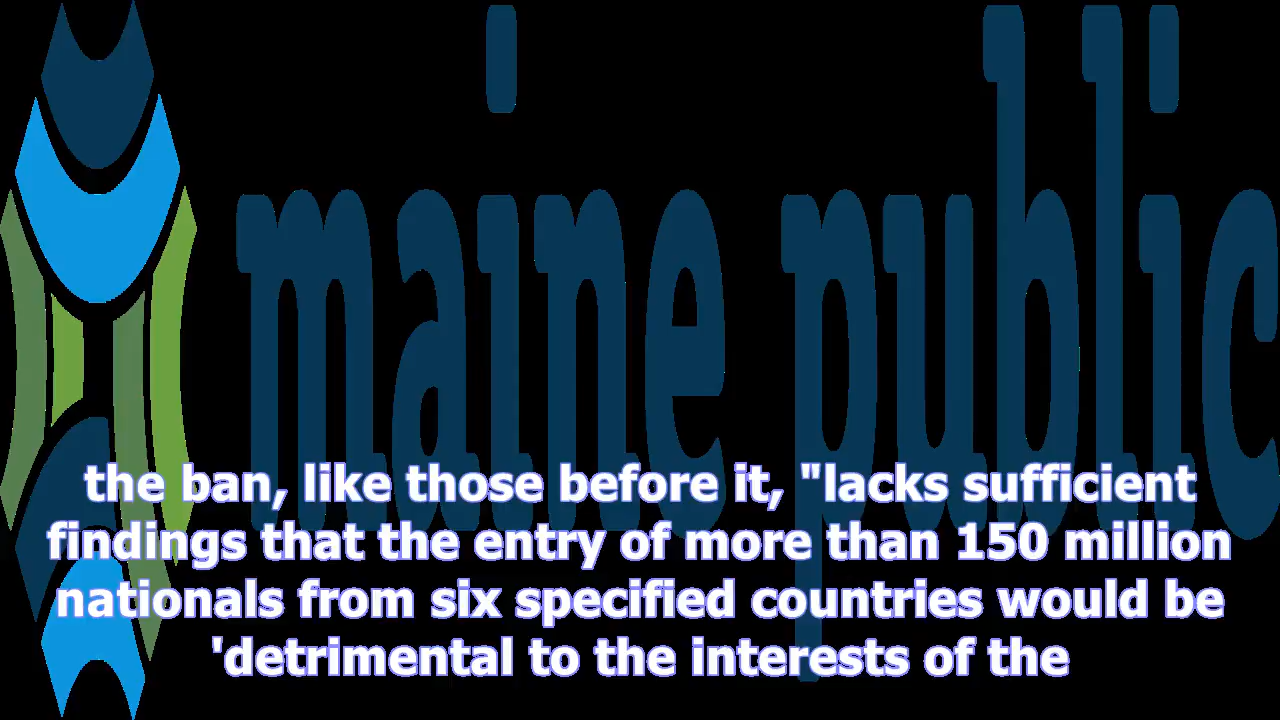 maine public
the ban, like those before it, "lacks sufficient
findings that the entry of more than 150 million
nationals from six specified countries would be
'detrimental to the interests of the